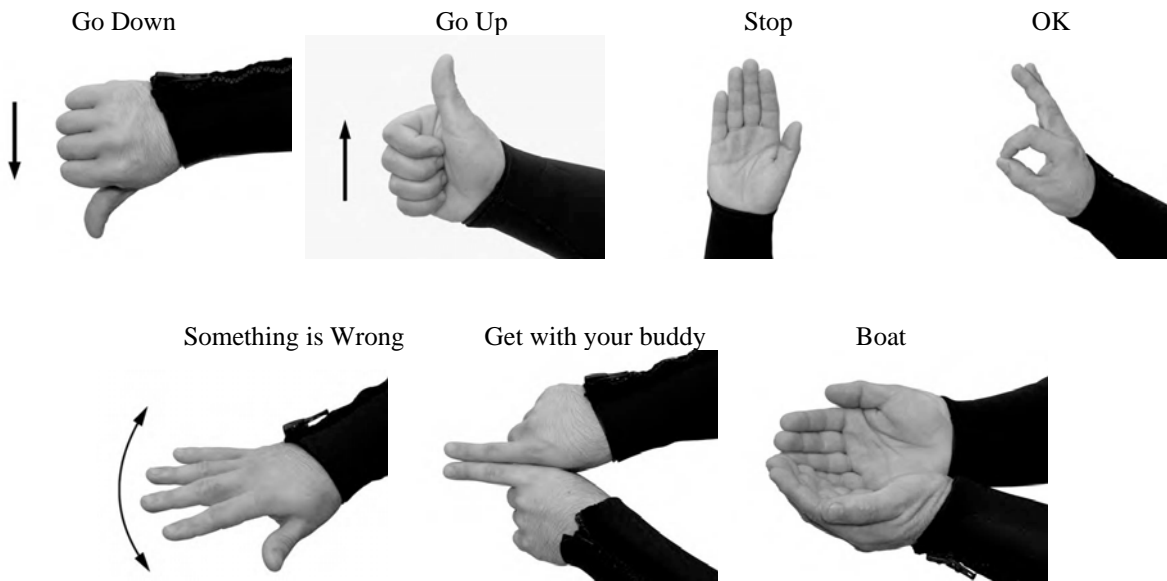 Go Down
Go Up
Stop
OK
Something is Wrong
Get with your buddy
Boat